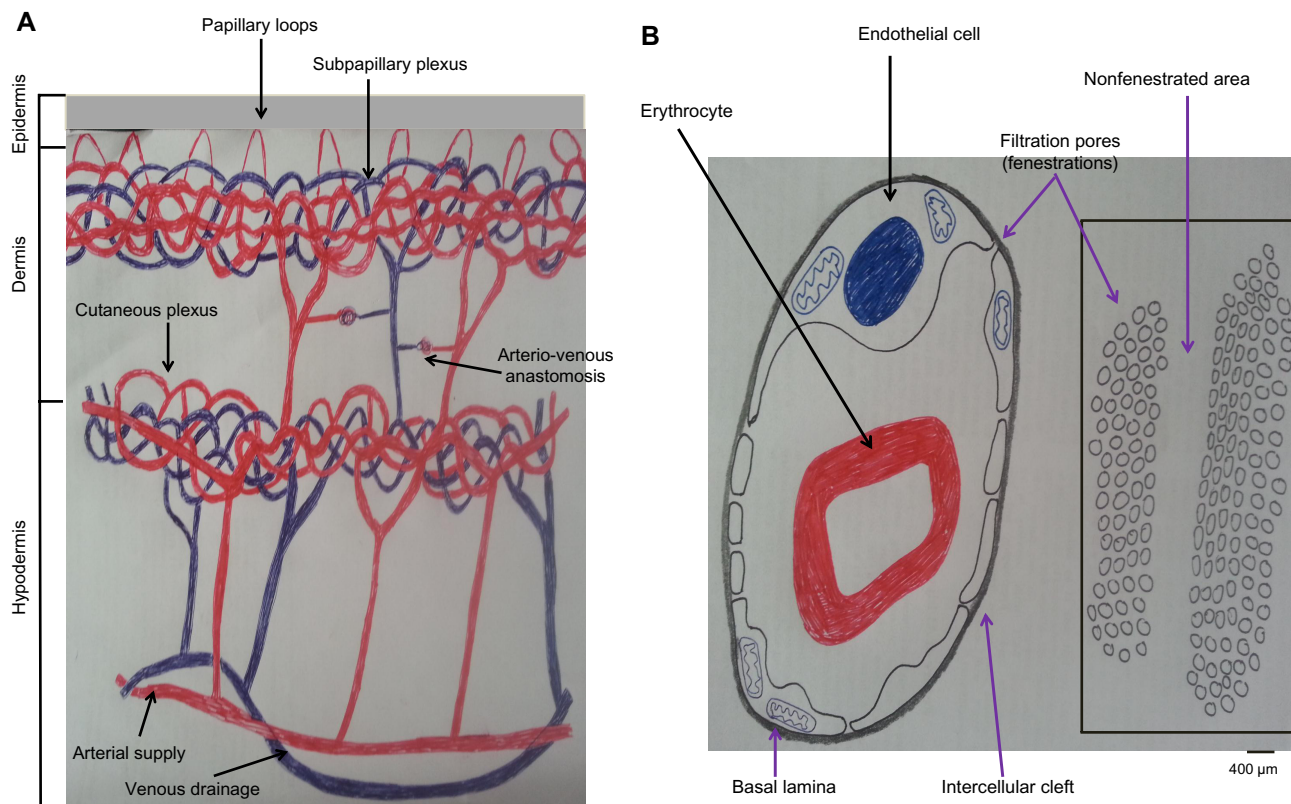 A
Papillary loops
Subpapillary plexus
Epidermis
Dermis
Cutaneous plexus
Arterio-venous
anastomosis
Hypodermis
Arterial supply
Venous drainage
B
Endothelial cell
Nonfenestrated area
Erythrocyte
Filtration pores
(fenestrations)
Basal lamina
Intercellular cleft
400 µm